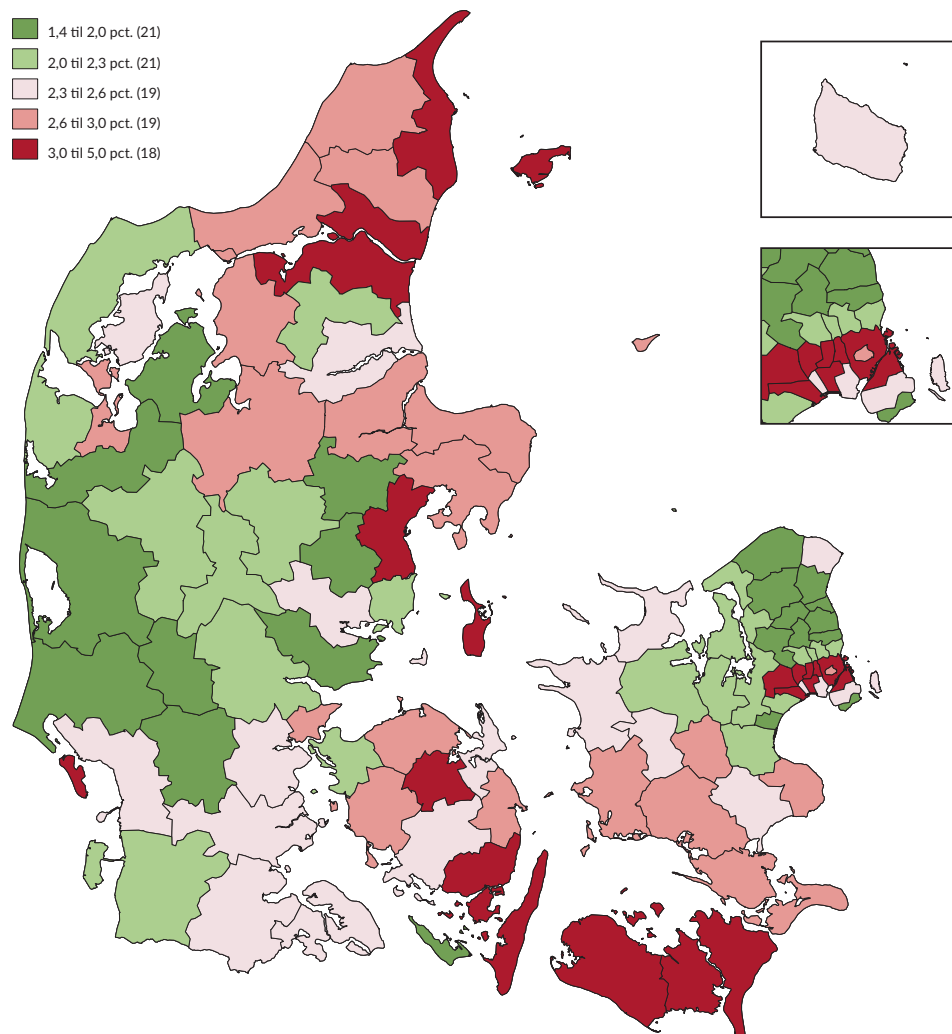 1,4 til 2,0 pct. (21)
2,0 til 2,3 pct. (21)
2,3 til 2,6 pct. (19)
2,6 til 3,0 pct. (19)
3,0 til 5,0 pct. (18)